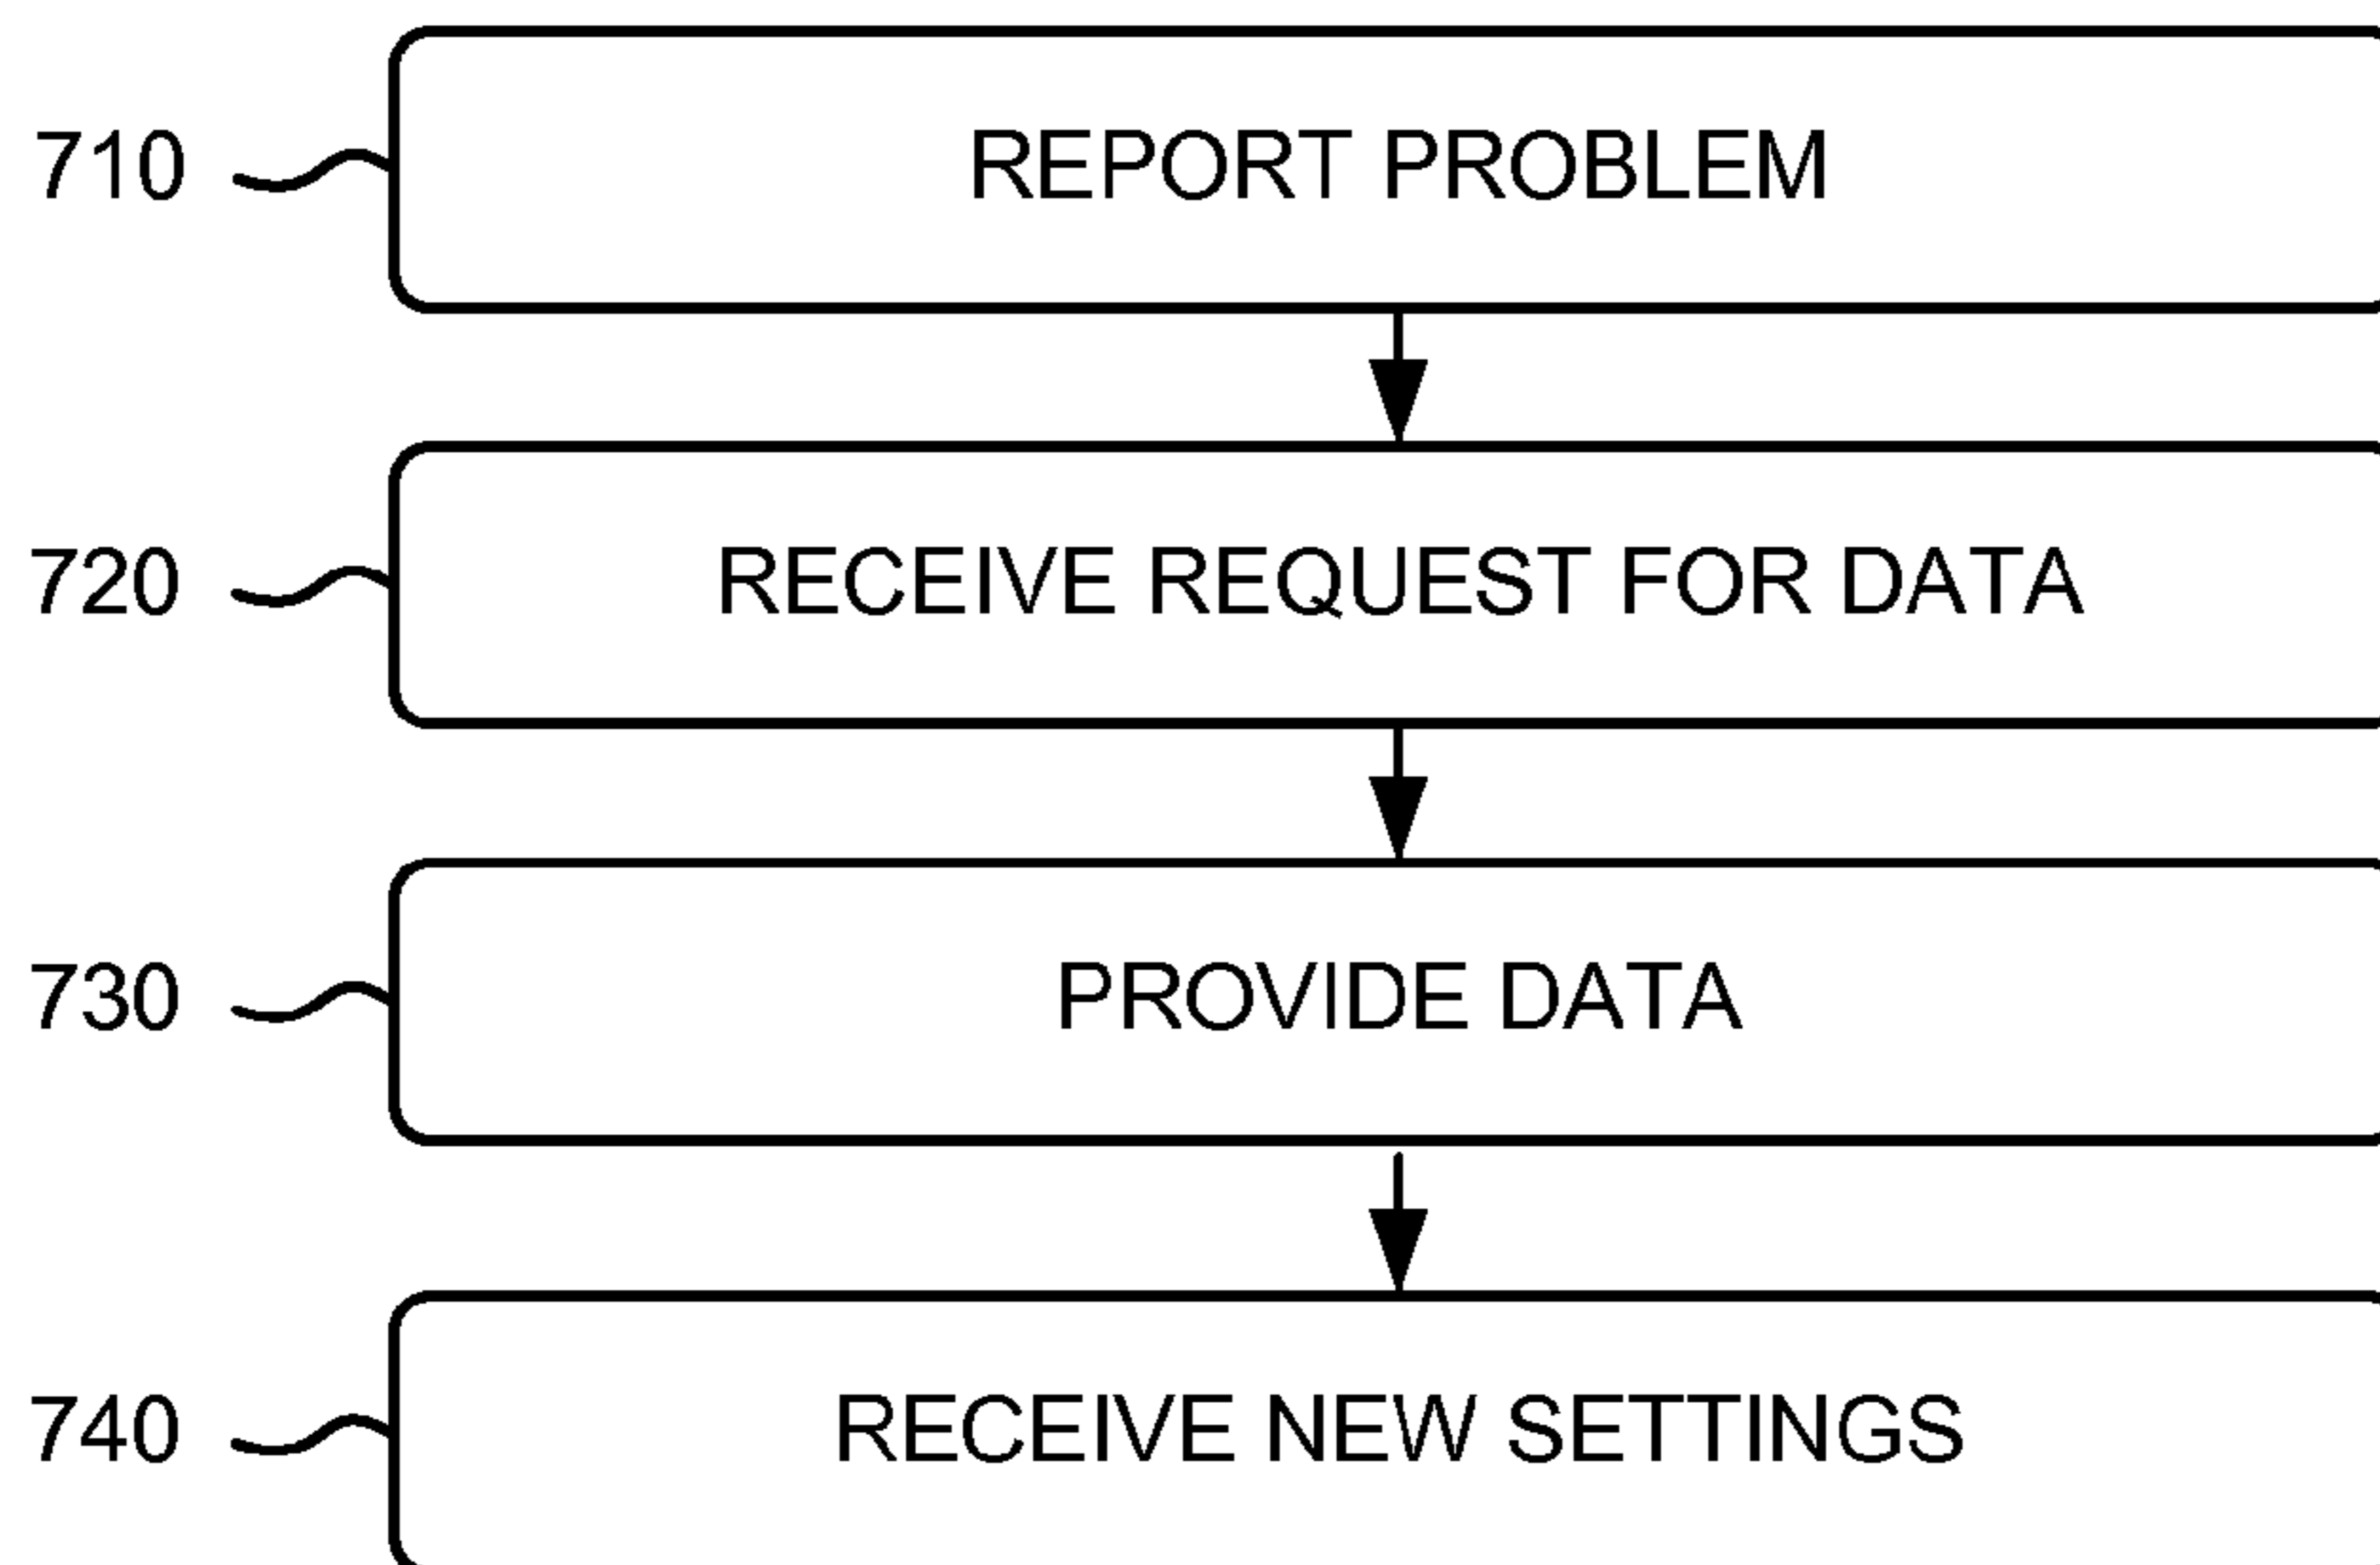 710 REPORT PROBLEM
720 RECEIVE REQUEST FOR DATA
730 PROVIDE DATA
740 RECEIVE NEW SETTINGS